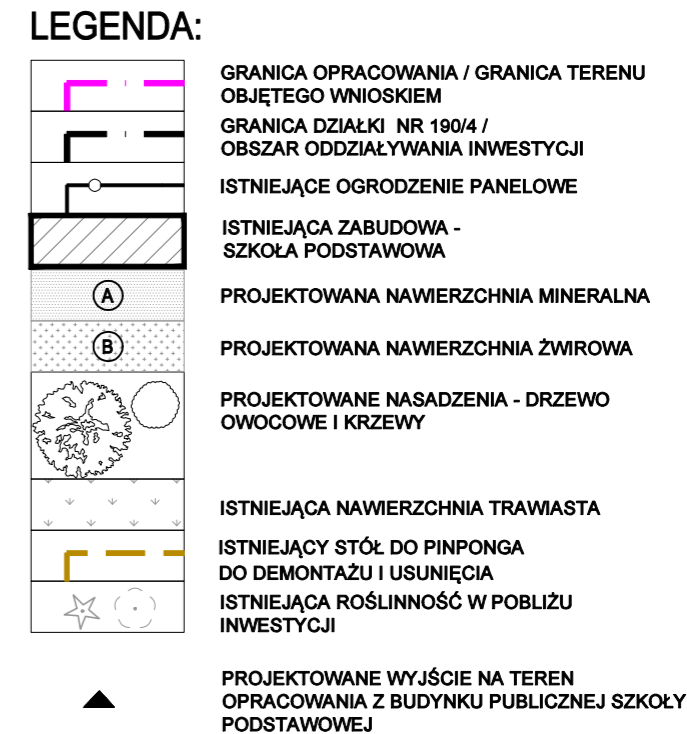 LEGENDA:
GRANICA OPRACOWANIA / GRANICA TERENU
OBJĘTEGO WNIOSKIEM
GRANICA DZIAŁKI NR 190/4 /
OBSZAR ODDZIAŁYWANIA INWESTYCJI
ISTNIEJĄCE OGRODZENIE PANELOWE
ISTNIEJĄCA ZABUDOWA -
SZKOŁA PODSTAWOWA
A PROJEKTOWANA NAWIERZCHNIA MINERALNA
B PROJEKTOWANA NAWIERZCHNIA ŻWIROWA
PROJEKTOWANE NASADZENIA - DRZEWO
OWOCOWE I KRZEWY
ISTNIEJĄCA NAWIERZCHNIA TRAWIASTA
ISTNIEJĄCY STÓŁ DO PINPONGA
DO DEMONTAŻU I USUNIĘCIA
ISTNIEJĄCA ROŚLINNOŚĆ W POBLIŻU
INWESTYCJI
PROJEKTOWANE WYJŚCIE NA TEREN
OPRACOWANIA Z BUDYNKU PUBLICZNEJ SZKOŁY
PODSTAWOWEJ